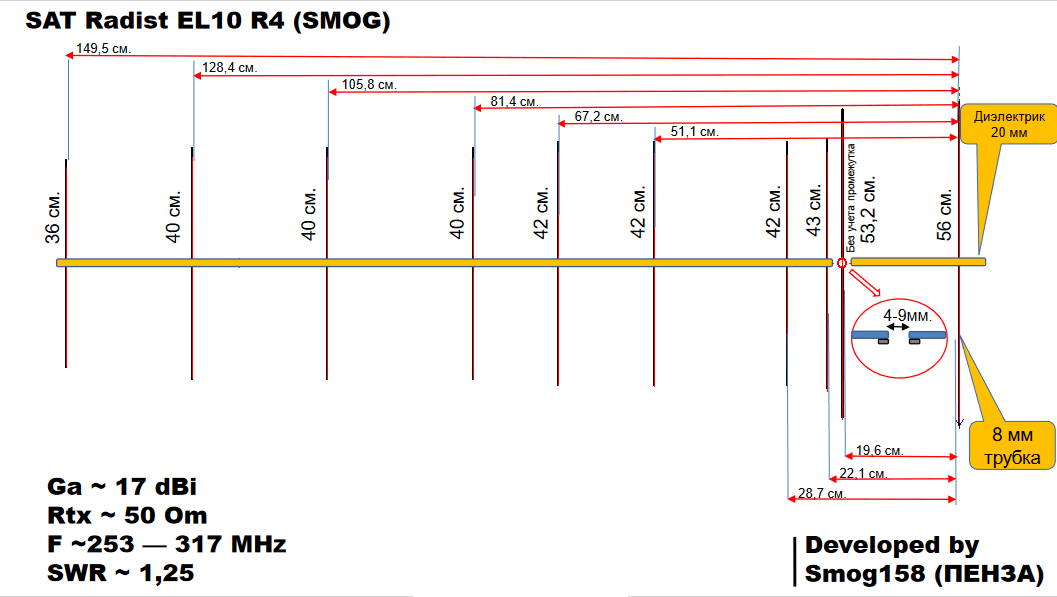 SAT Radist EL10 R4 (SMOG)
149,5 см.
128,4 см.
105,8 см.
81,4 см.
67,2 см.
51,1 см.
Диэлектрик
20 мм
36 см.
40 см.
40 см.
40 см.
42 см.
42 см.
42 см.
43 см.
Без учета промежутка
53,2 см.
56 см.
4-9мм.
8 мм
трубка
19,6 см.
22,1 см.
28,7 см.
Ga ~ 17 dBi
Rtx ~ 50 Om
F ~253 — 317 MHz
SWR ~ 1,25
Developed by
Smog158 (ПЕНЗА)